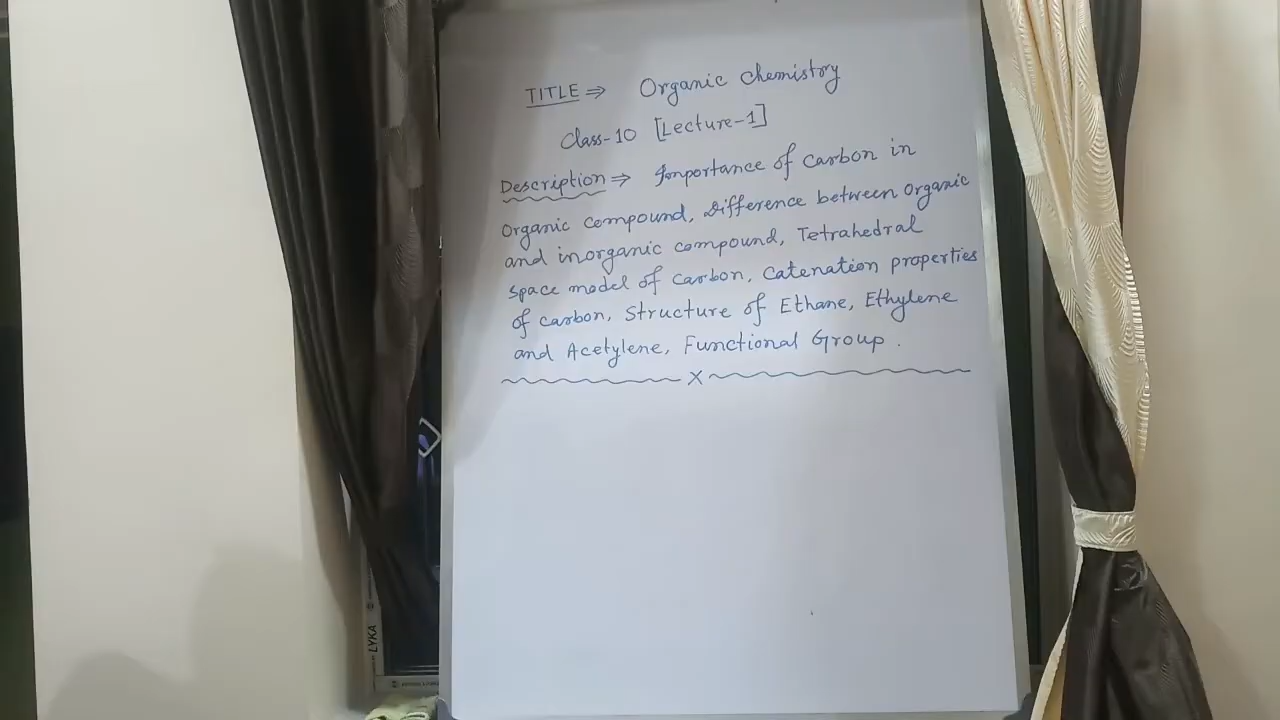 TITLE ⇒ Organic Chemistry
Class-10 [Lecture-1]
Description ⇒ Importance of Carbon in
Organic Compound, Difference between Organic
and inorganic compound, Tetrahedral
space model of Carbon, Catenation properties
of Carbon, Structure of Ethane, Ethylene
and Acetylene, Functional Group.
X
LYKA